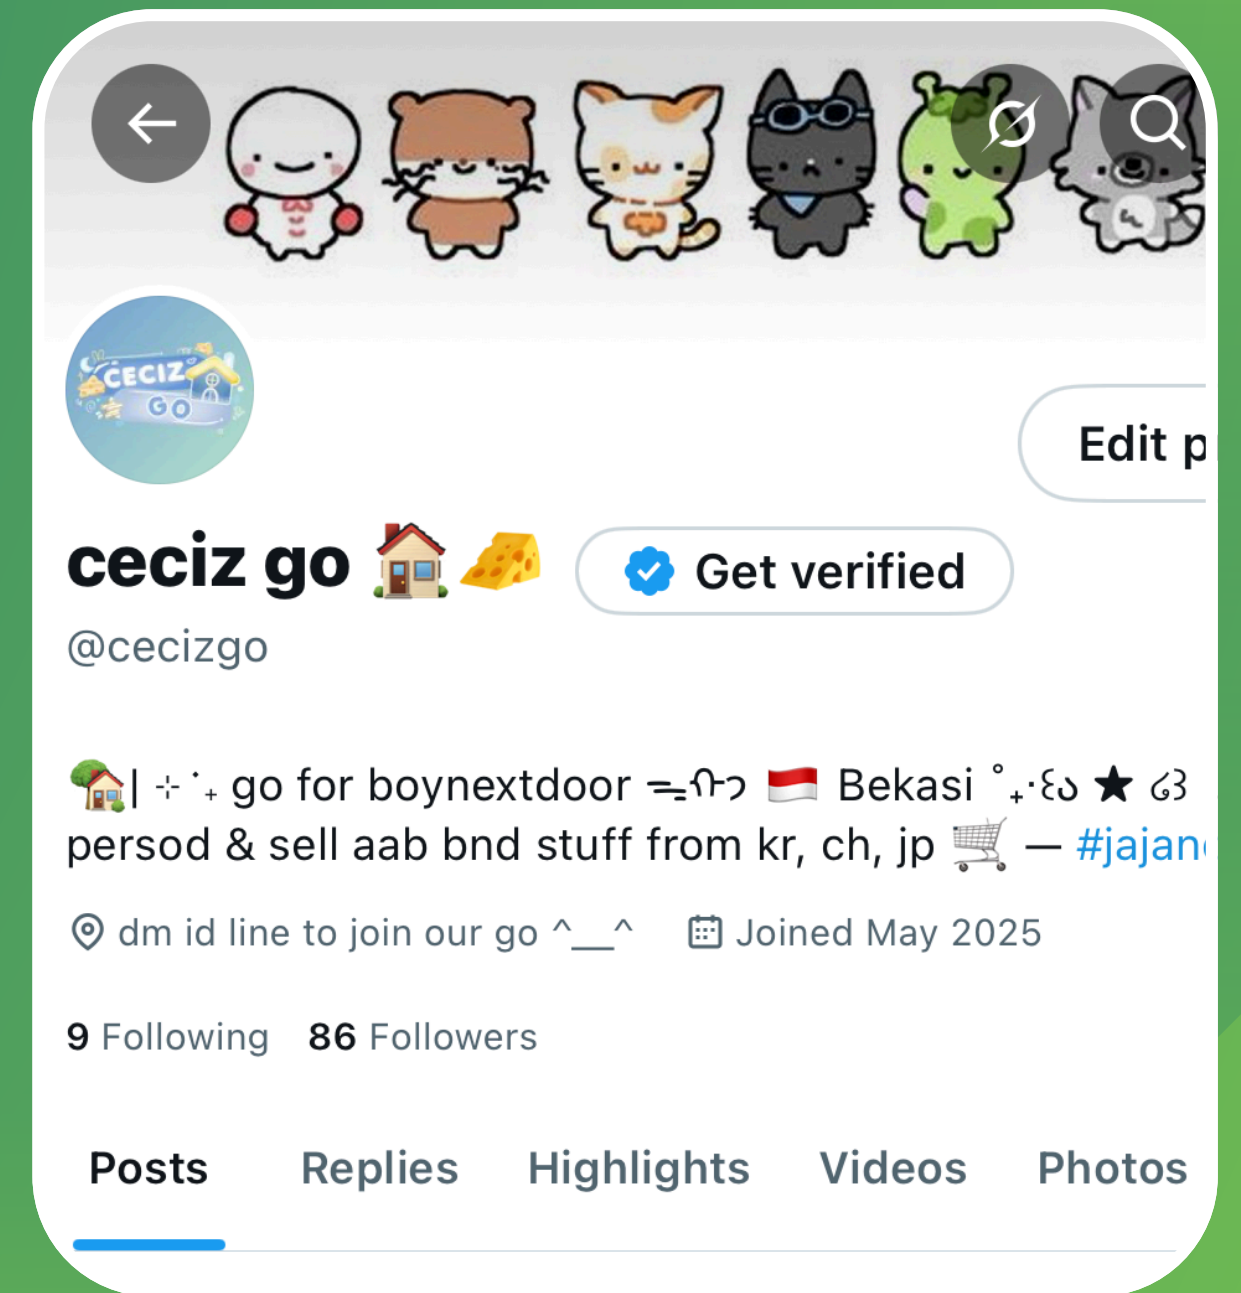 CECIZ
GO
Edit p
ceciz go 🏠🧀 Get verified
@cecizgo
🏡| ⊹ ࣪ ˖ go for boynextdoor 🇮🇩 Bekasi ˚₊‧꒰ა ★ ໒꒱
persod & sell aab bnd stuff from kr, ch, jp 🛒 — #jajan
dm id line to join our go ^__^ Joined May 2025
9 Following 86 Followers
Posts Replies Highlights Videos Photos